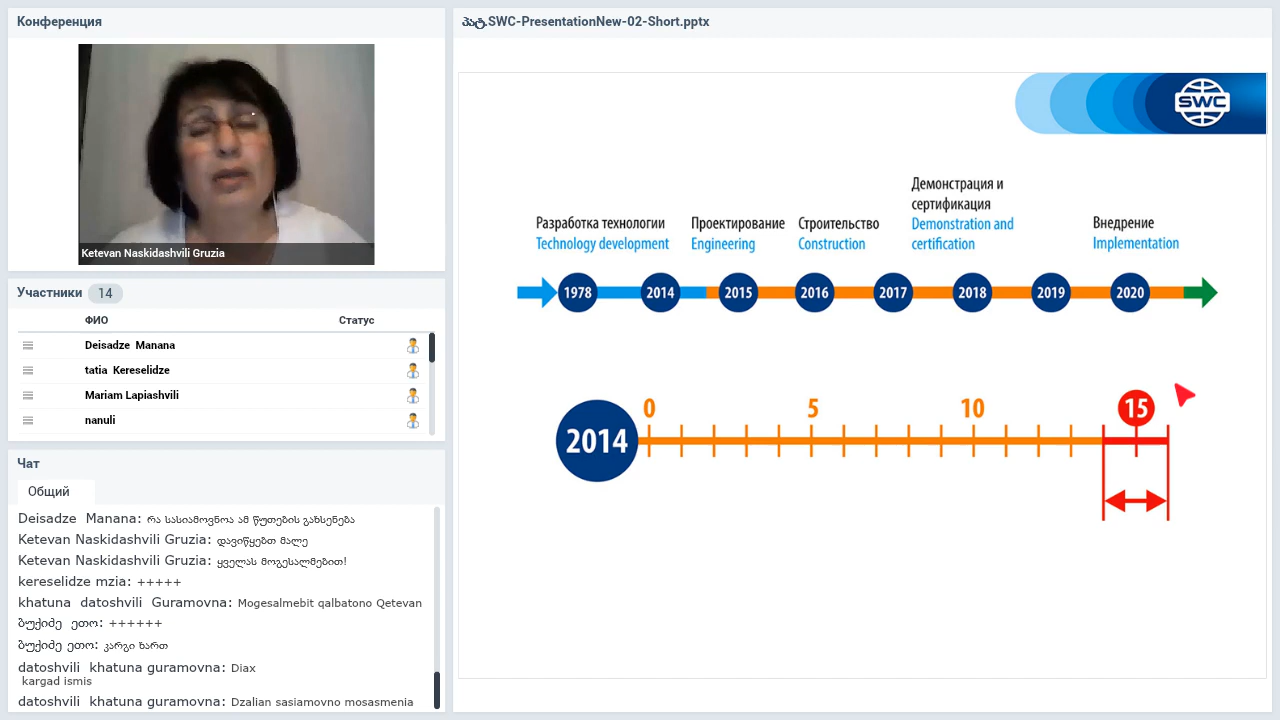 Конференция
Ketevan Naskidashvili Gruzia
Участники 14
ФИО Статус
Deisadze Manana
tatia Kereselidze
Mariam Lapiashvili
nanuli
Чат
Общий
Deisadze Manana: რა სასიამოვნოა ამ წუთების გახსენება
Ketevan Naskidashvili Gruzia: დავიწყებთ მალე
Ketevan Naskidashvili Gruzia: ყველას მოგესალმებით!
kereselidze mzia: +++++
khatuna datoshvili Guramovna: Mogesalmebit qalbatono Qetevan
ბუქიძე ეთო: ++++++
ბუქიძე ეთო: კარგი ხართ
datoshvili khatuna guramovna: Diax
kargad ismis
datoshvili khatuna guramovna: Dzalian sasiamovno mosasmenia
პატ.SWC-PresentationNew-02-Short.pptx
SWC
Разработка технологии
Technology development
Проектирование
Engineering
Строительство
Construction
Демонстрация и
сертификация
Demonstration and
certification
Внедрение
Implementation
1978 2014 2015 2016 2017 2018 2019 2020
0 5 10 15
2014